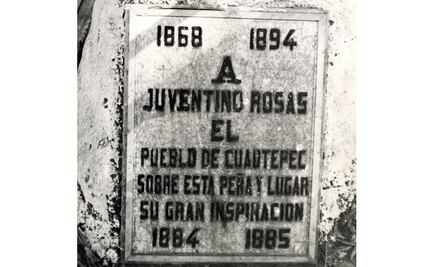 1868 1894
A
JUVENTINO ROSAS
EL
PUEBLO DE CUAUTEPEC
SOBRE ESTA PEÑA Y LUGAR
SU GRAN INSPIRACION
1884 1885